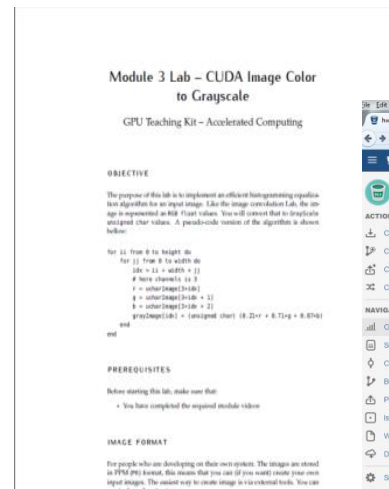 Module 3 Lab – CUDA Image Color
to Grayscale
GPU Teaching Kit – Accelerated Computing
OBJECTIVE
The purpose of this lab is to implement an efficient histogramming equaliza-
tion algorithm for an input image. Like the image convolution Lab, the im-
age is represented as RGB float values. You will convert that to GrayScale
unsigned char values. A pseudo-code version of the algorithm is shown
bellow:
for ii from 0 to height do
for jj from 0 to width do
idx = ii * width + jj
# here channels is 3
r = ucharImage[3*idx]
g = ucharImage[3*idx + 1]
b = ucharImage[3*idx + 2]
grayImage[idx] = (unsigned char) (0.21*r + 0.71*g + 0.07*b)
end
end
PREREQUISITES
Before starting this lab, make sure that:
• You have completed the required module videos
IMAGE FORMAT
For people who are developing on their own system. The images are stored
in PPM (P6) format, this means that you can (if you want) create your own
input images. The easiest way to create image is via external tools. You can
Edit
ACTIO
NAVIGA